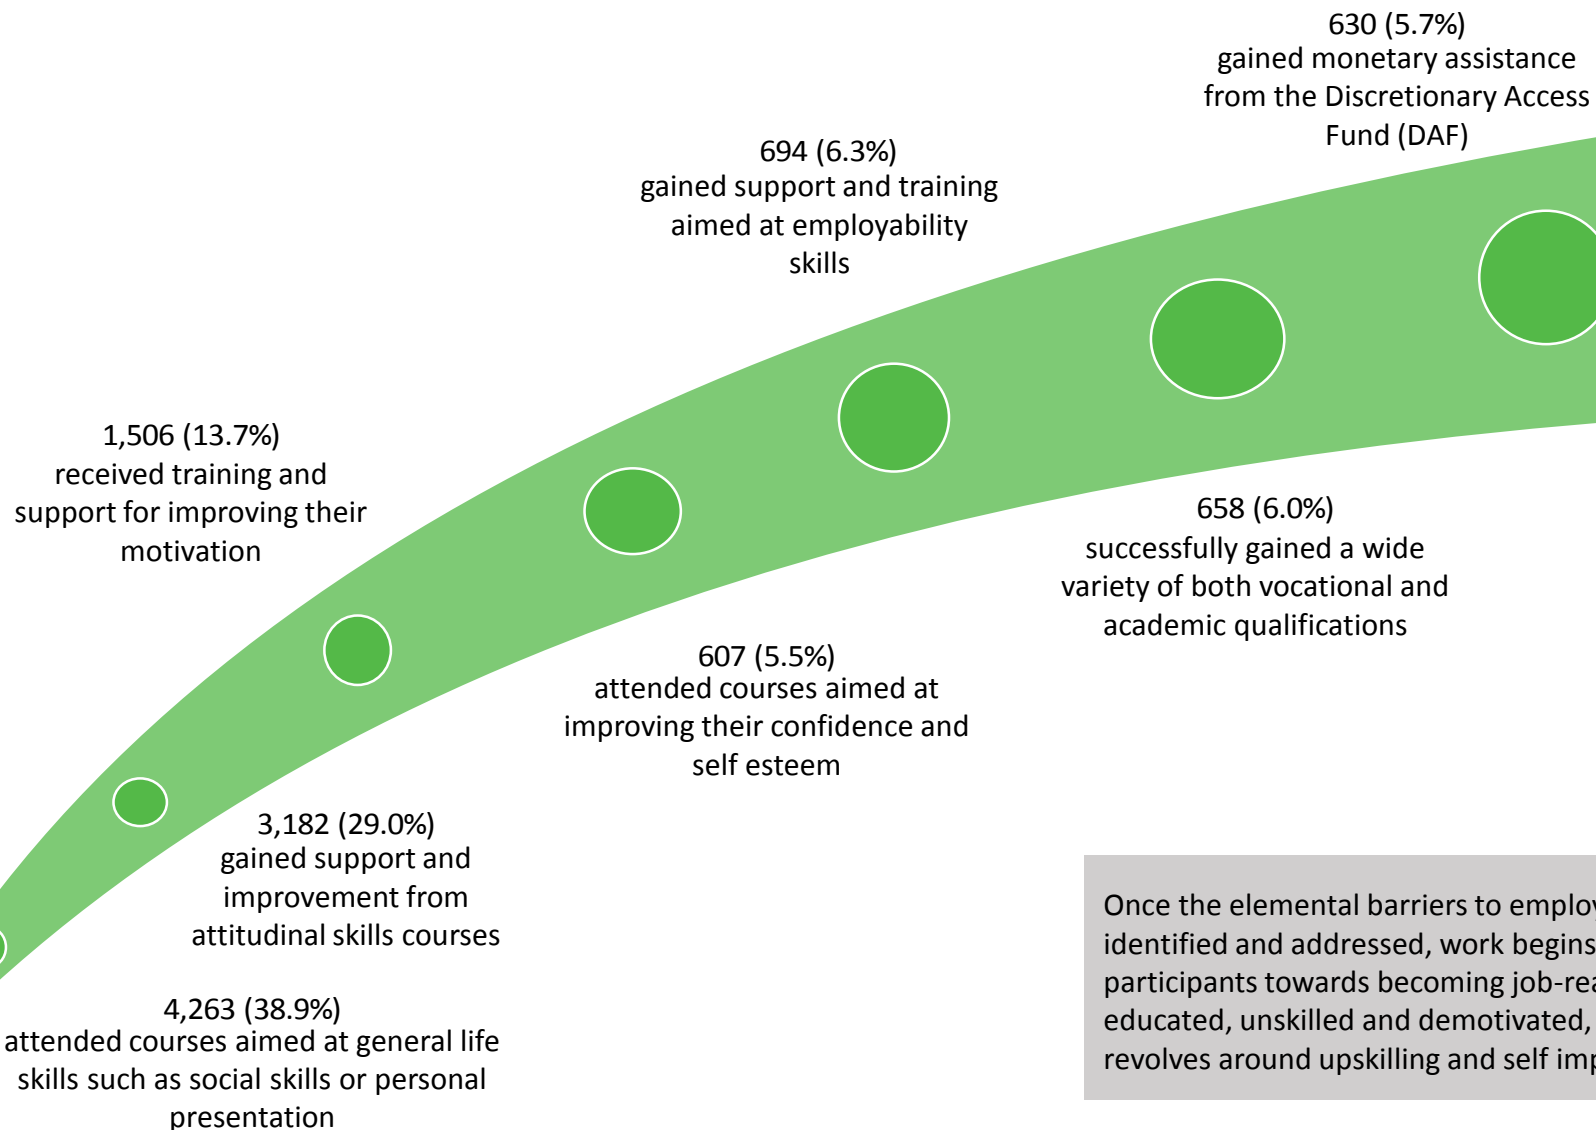 630 (5.7%)
gained monetary assistance
from the Discretionary Access
Fund (DAF)
694 (6.3%)
gained support and training
aimed at employability
skills
1,506 (13.7%)
received training and
support for improving their
motivation
658 (6.0%)
successfully gained a wide
variety of both vocational and
academic qualifications
607 (5.5%)
attended courses aimed at
improving their confidence and
self esteem
3,182 (29.0%)
gained support and
improvement from
attitudinal skills courses
4,263 (38.9%)
attended courses aimed at general life
skills such as social skills or personal
presentation
Once the elemental barriers to
identified and addressed, work begins
participants towards becoming
educated, unskilled and demotivated,
revolves around upskilling and self